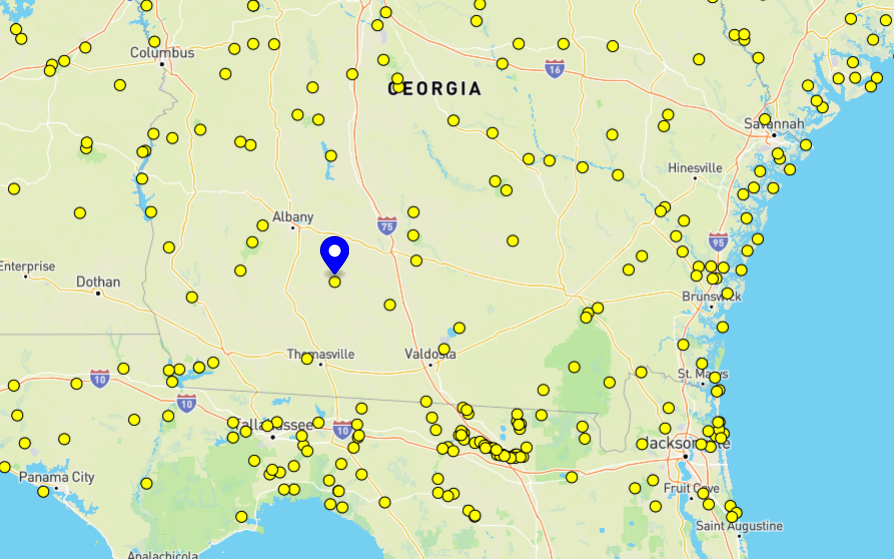 Columbus
GEORGIA
16
Savannah
Hinesville
Albany
75
95
Enterprise
Dothan
Brunswick
Thomasville
Valdosta
10
St. Marys
10
Tallahassee
10
Jacksonville
Panama City
Fruit Cove
Saint Augustine
Apalachicola